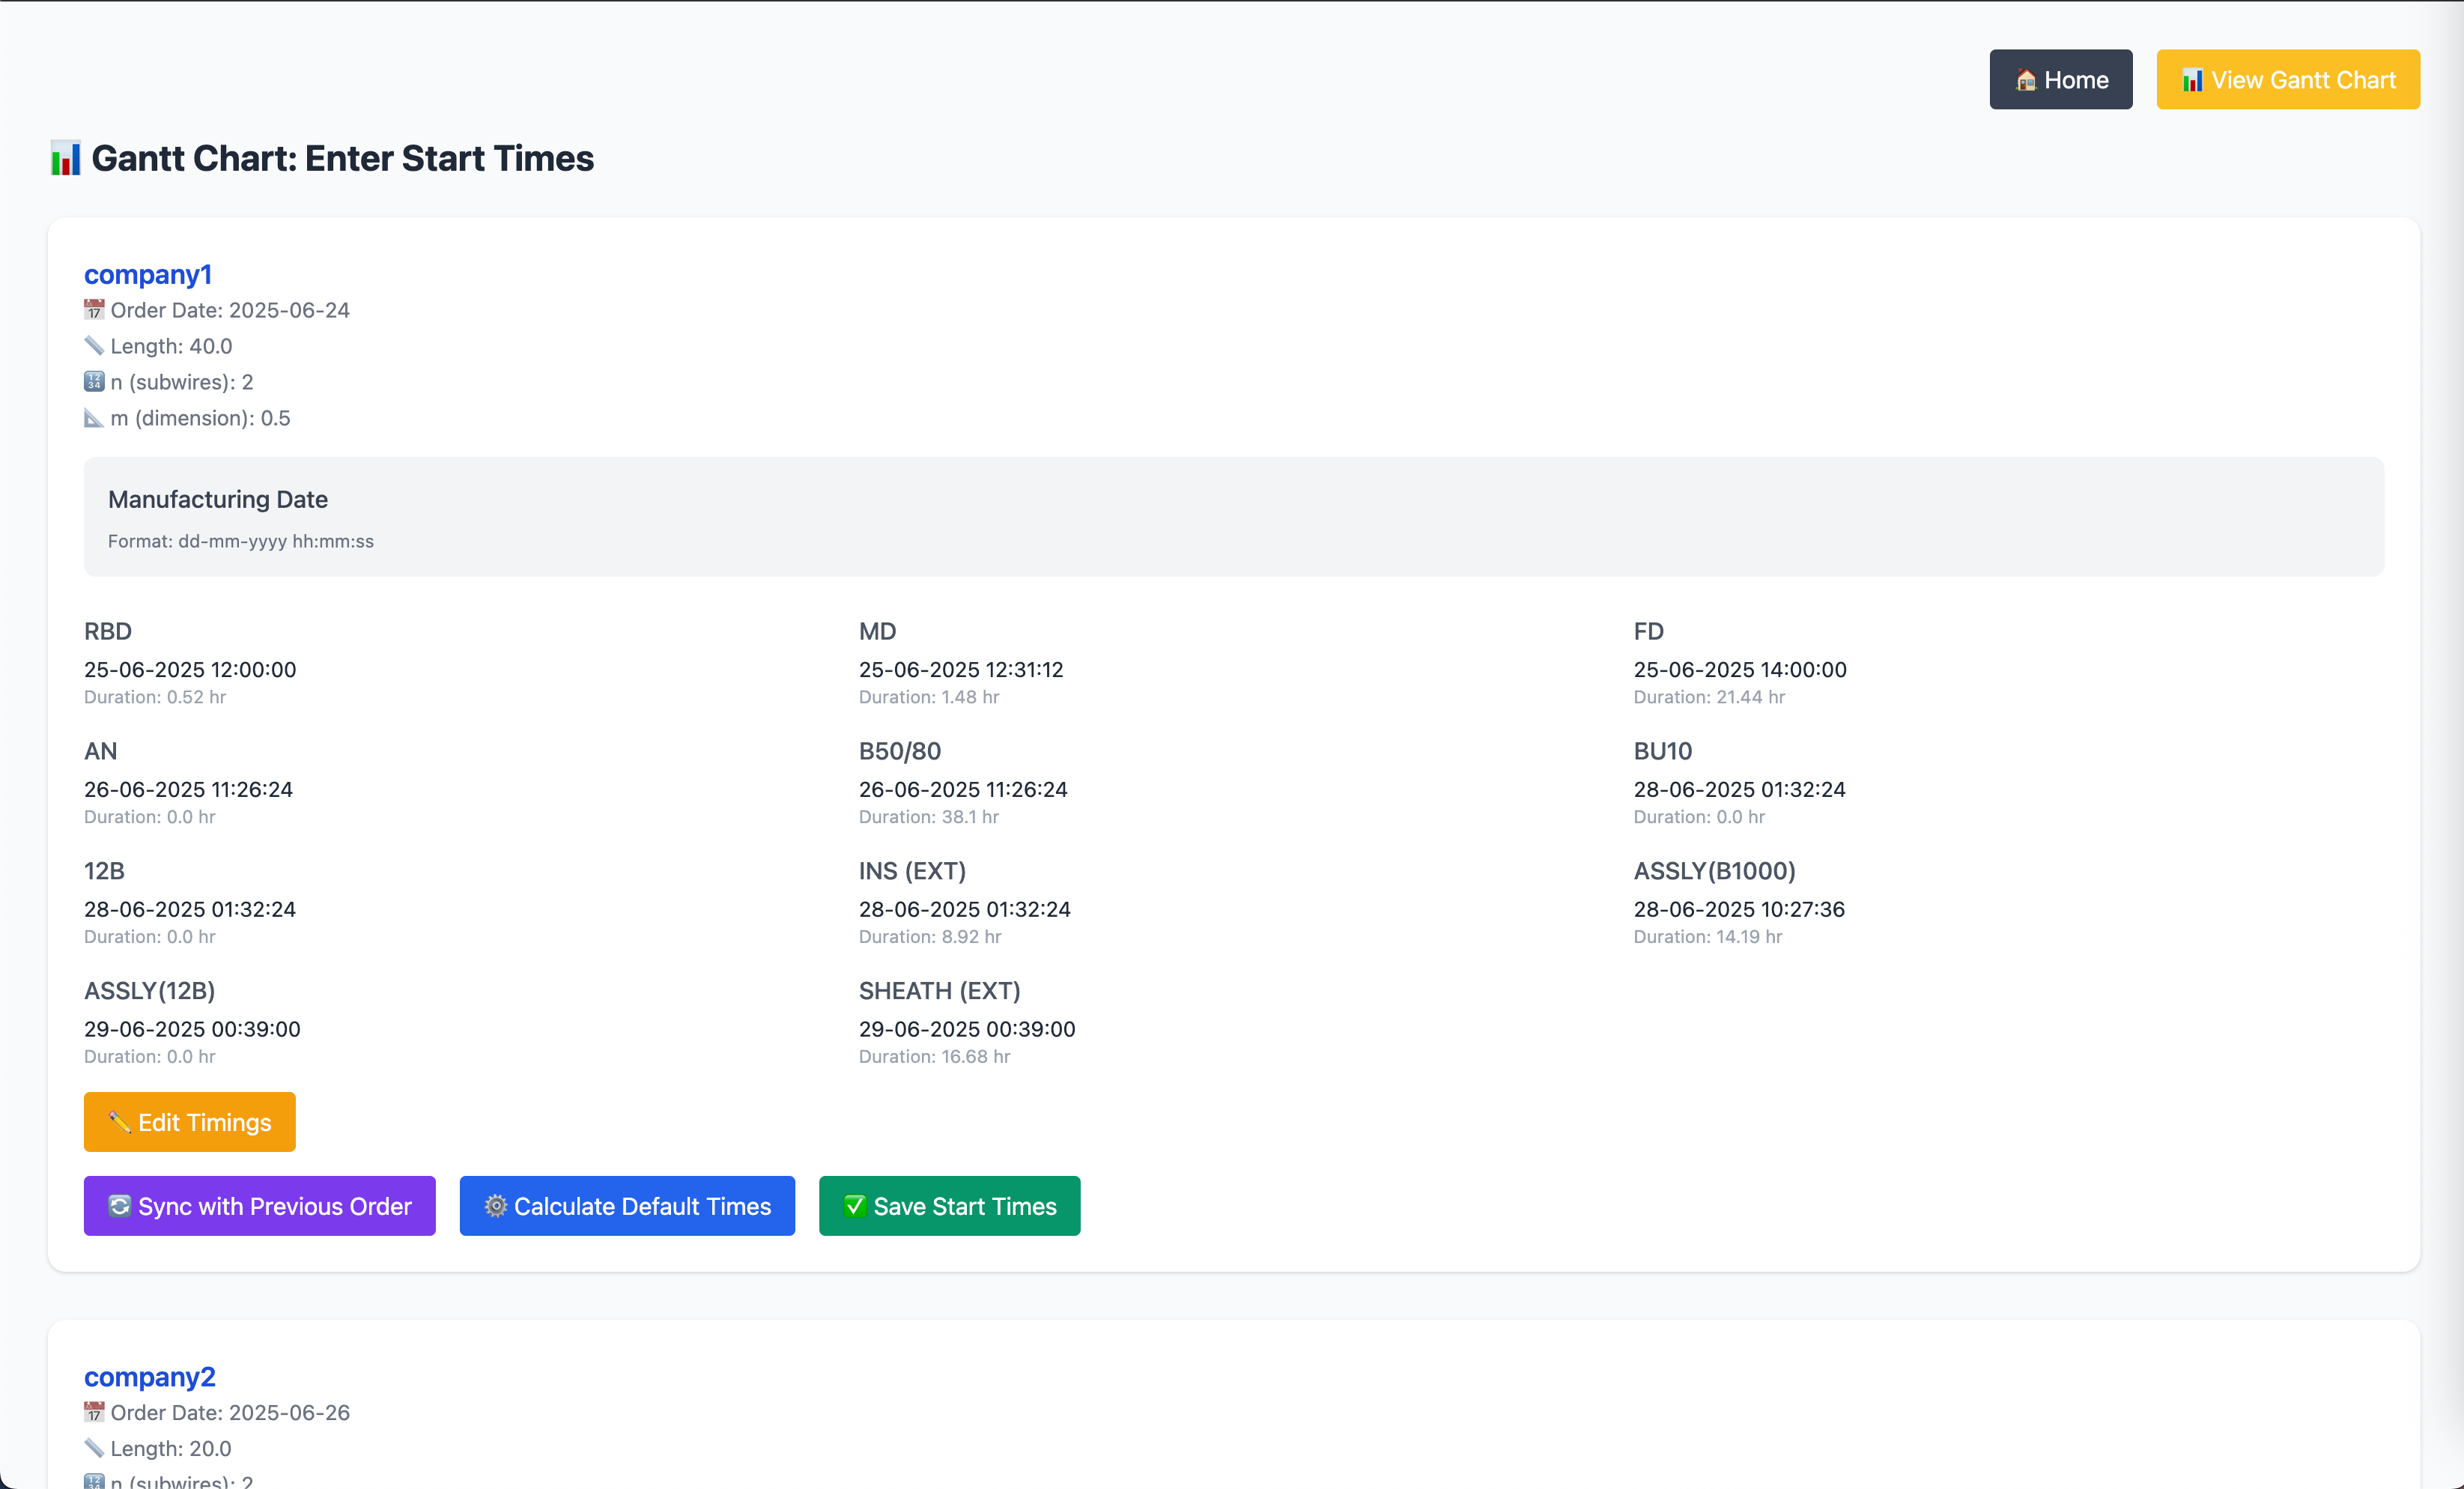 Home
View Gantt Chart
Gantt Chart: Enter Start Times
company1
Order Date: 2025-06-24
Length: 40.0
n (subwires): 2
m (dimension): 0.5
Manufacturing Date
Format: dd-mm-yyyy hh:mm:ss
RBD
25-06-2025 12:00:00
Duration: 0.52 hr
MD
25-06-2025 12:31:12
Duration: 1.48 hr
FD
25-06-2025 14:00:00
Duration: 21.44 hr
AN
26-06-2025 11:26:24
Duration: 0.0 hr
B50/80
26-06-2025 11:26:24
Duration: 38.1 hr
BU10
28-06-2025 01:32:24
Duration: 0.0 hr
12B
28-06-2025 01:32:24
Duration: 0.0 hr
INS (EXT)
28-06-2025 01:32:24
Duration: 8.92 hr
ASSLY(B1000)
28-06-2025 10:27:36
Duration: 14.19 hr
ASSLY(12B)
29-06-2025 00:39:00
Duration: 0.0 hr
SHEATH (EXT)
29-06-2025 00:39:00
Duration: 16.68 hr
Edit Timings
Sync with Previous Order
Calculate Default Times
Save Start Times
company2
Order Date: 2025-06-26
Length: 20.0
n (subwires): 2